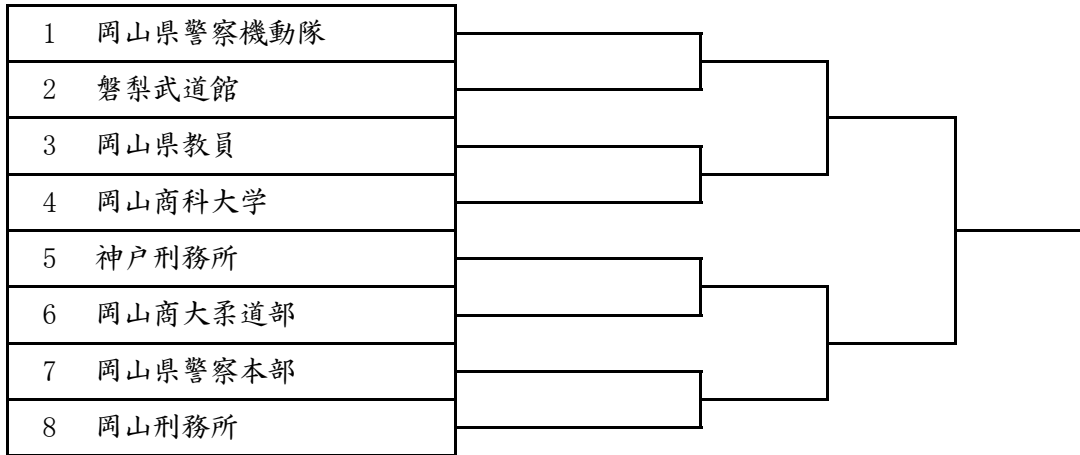 1 岡山県警察機動隊
2 磐梨武道館
3 岡山県教員
4 岡山商科大学
5 神戸刑務所
6 岡山商大柔道部
7 岡山県警察本部
8 岡山刑務所